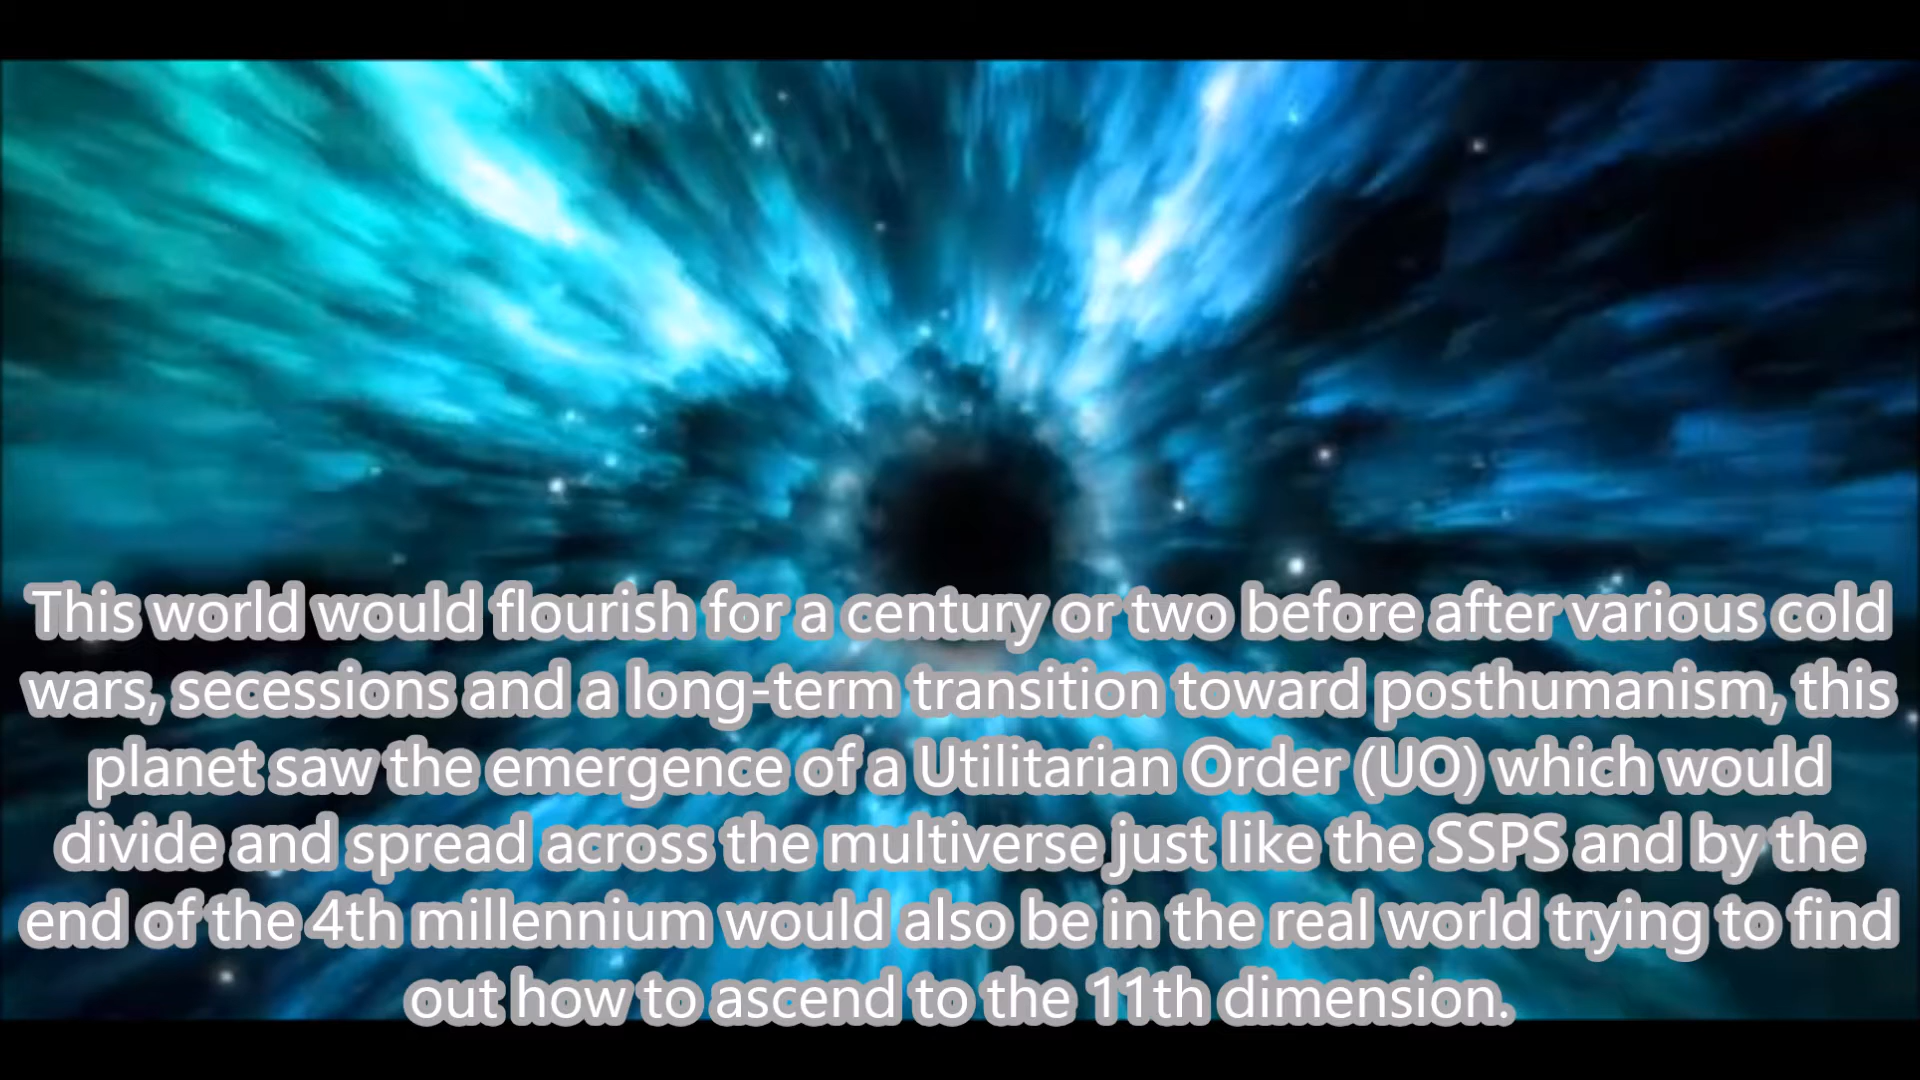 This world would flourish for a century or two before after various cold
wars, secessions and a long-term transition toward posthumanism, this
planet saw the emergence of a Utilitarian Order (UO) which would
divide and spread across the multiverse just like the SSPS and by the
end of the 4th millennium would also be in the real world trying to find
out how to ascend to the 11th dimension.